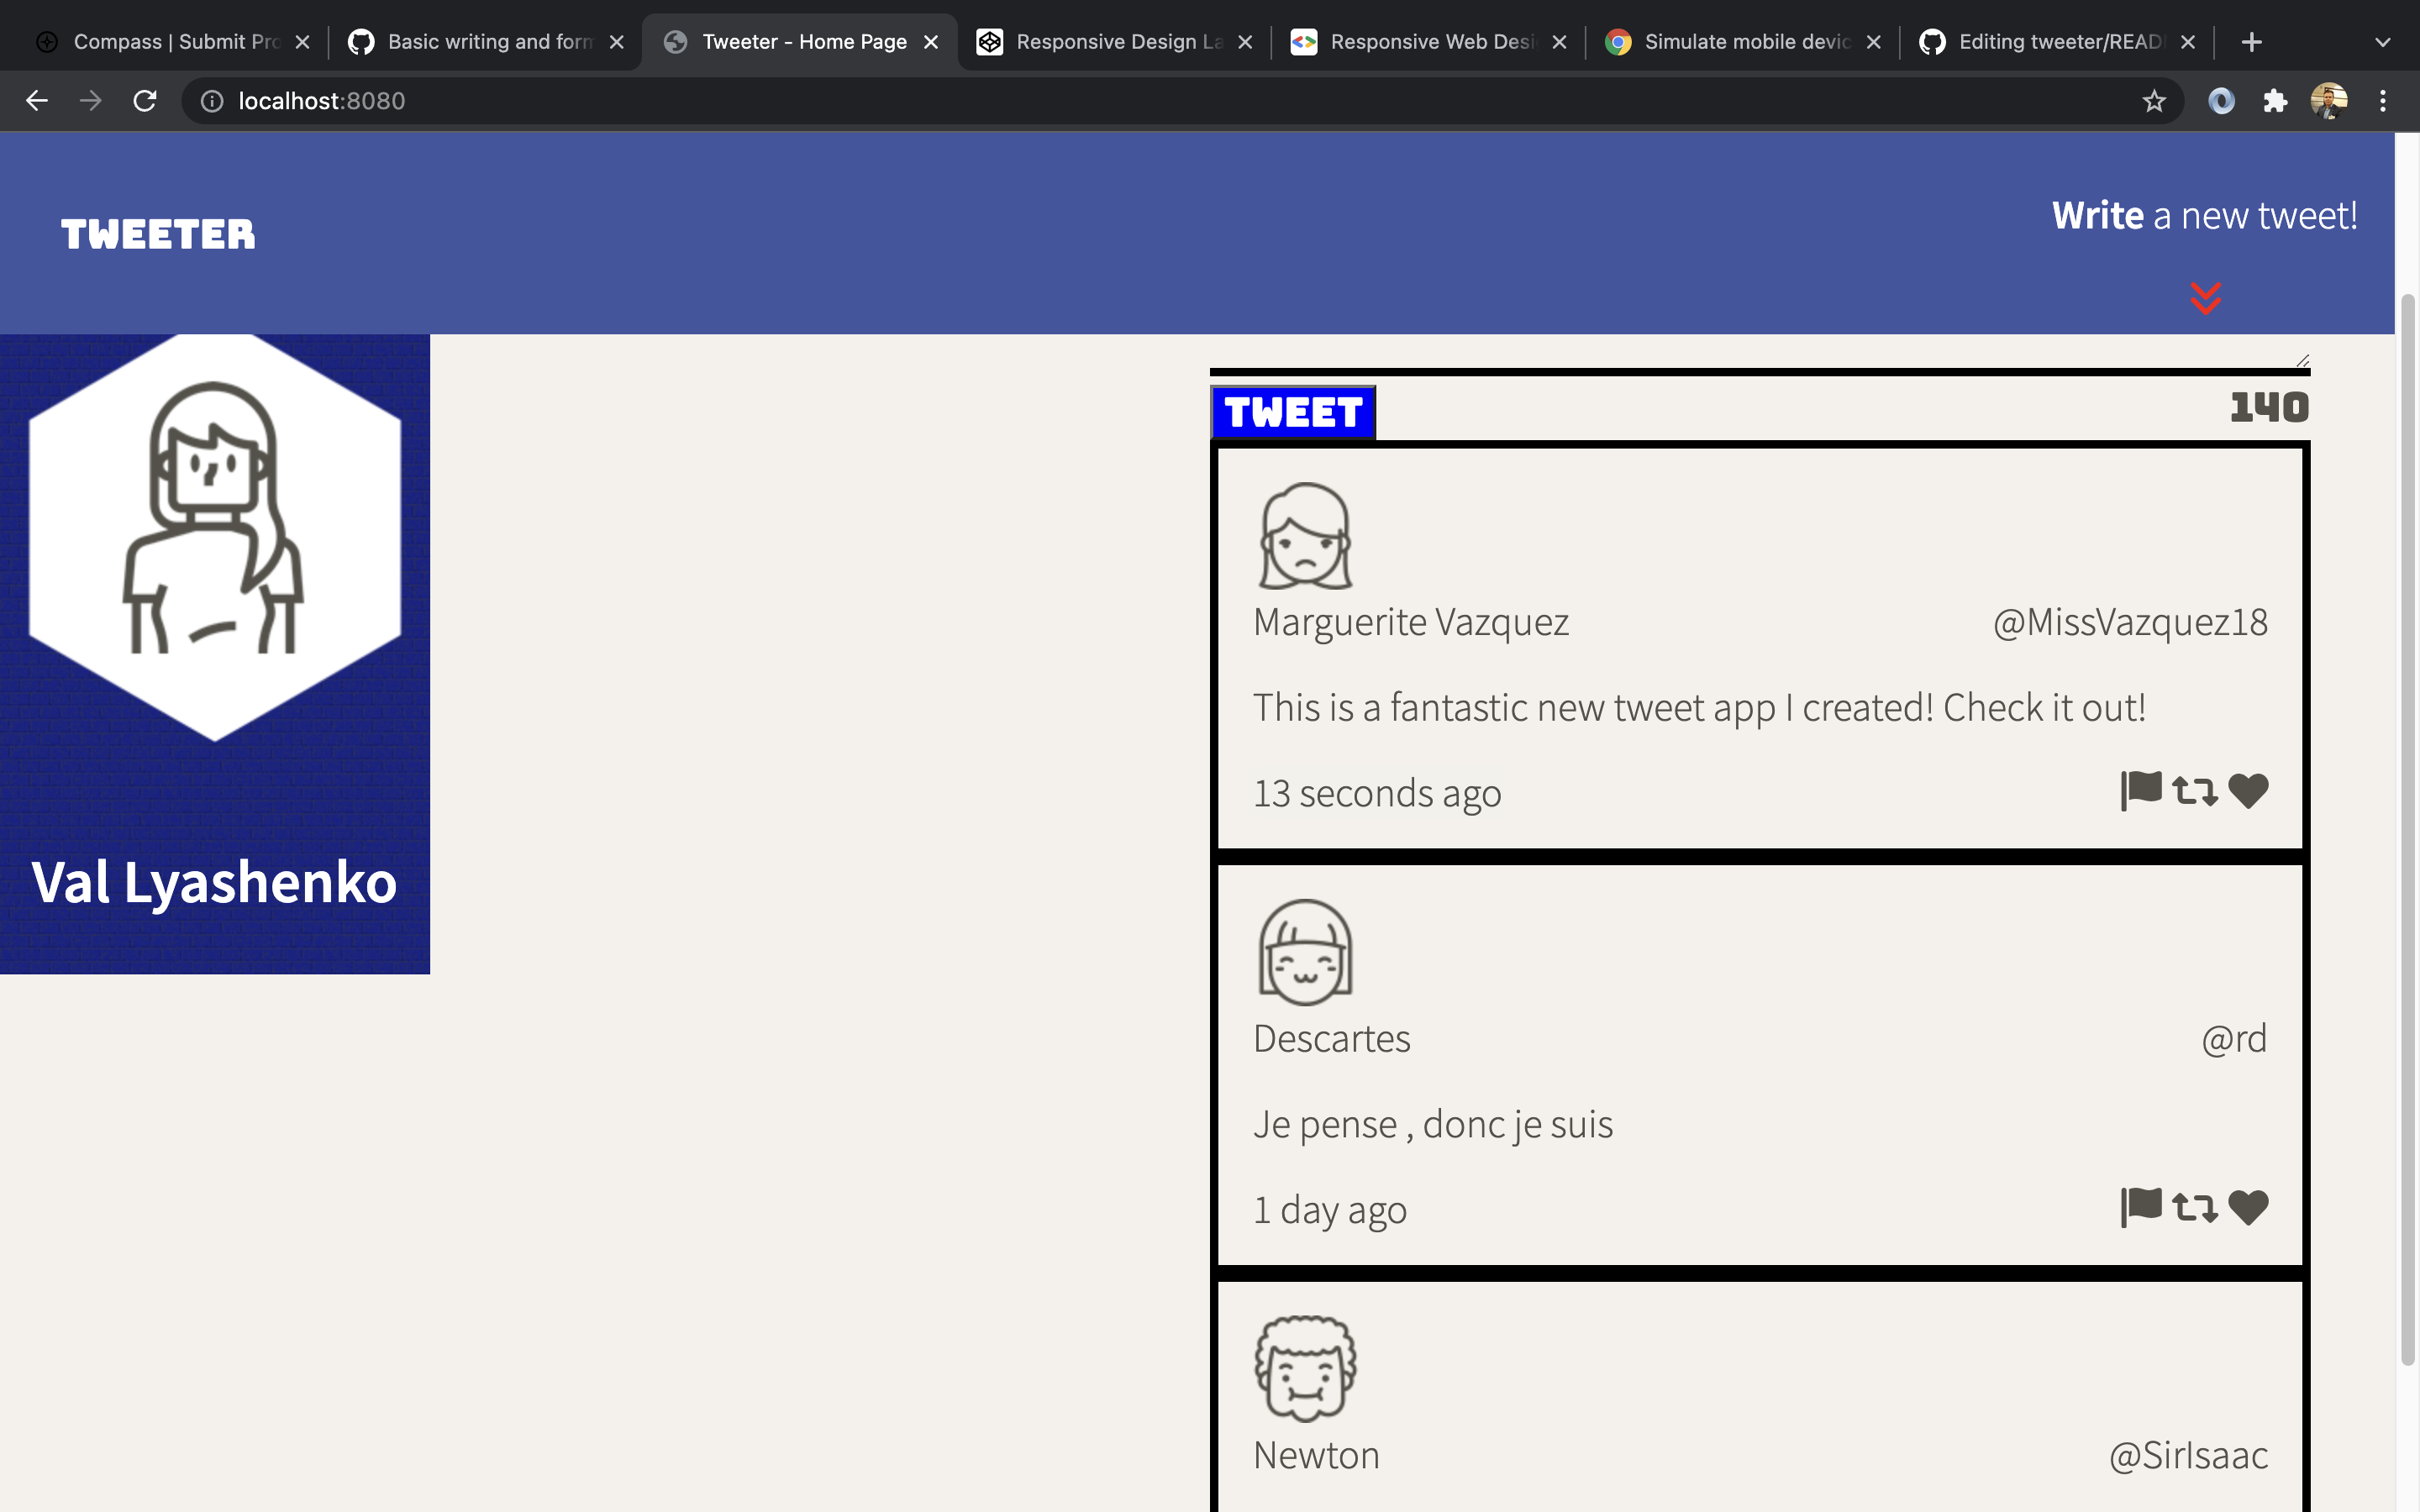 Compass | Submit Pro
Basic writing and form
Tweeter - Home Page
Responsive Design La
Responsive Web Desi
Simulate mobile devic
Editing tweeter/READ
localhost:8080
TWEETER
Write a new tweet!
TWEET
140
Val Lyashenko
Marguerite Vazquez
@MissVazquez18
This is a fantastic new tweet app I created! Check it out!
13 seconds ago
Descartes
@rd
Je pense , donc je suis
1 day ago
Newton
@SirIsaac